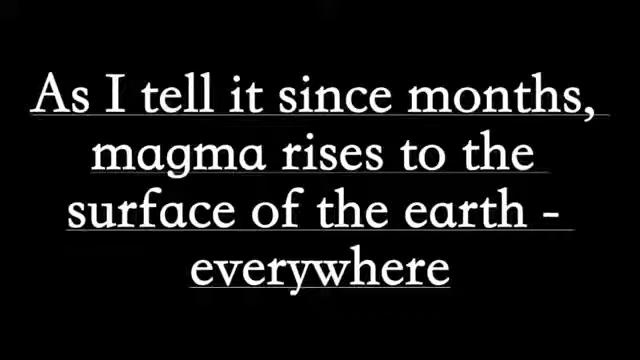 As I tell it since months,
magma rises to the
surface of the earth -
everywhere